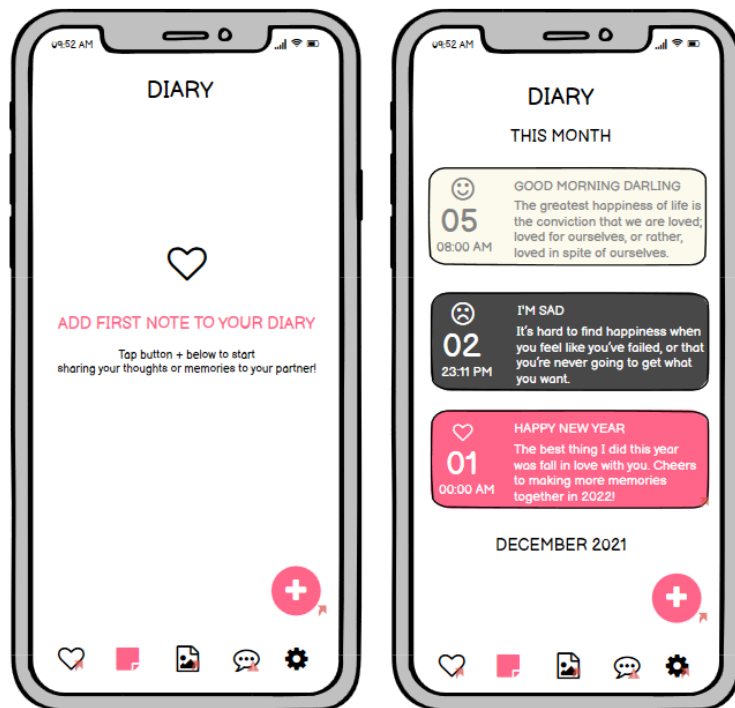 09:52 AM
DIARY
ADD FIRST NOTE TO YOUR DIARY
Tap button + below to start
sharing your thoughts or memories to your partner!
09:52 AM
DIARY
THIS MONTH
05
08:00 AM
GOOD MORNING DARLING
The greatest happiness of life is
the conviction that we are loved;
loved for ourselves, or rather,
loved in spite of ourselves.
02
23:11 PM
I'M SAD
It's hard to find happiness when
you feel like you've failed, or that
you're never going to get what
you want.
01
00:00 AM
HAPPY NEW YEAR
The best thing I did this year
was fall in love with you. Cheers
to making more memories
together in 2022!
DECEMBER 2021